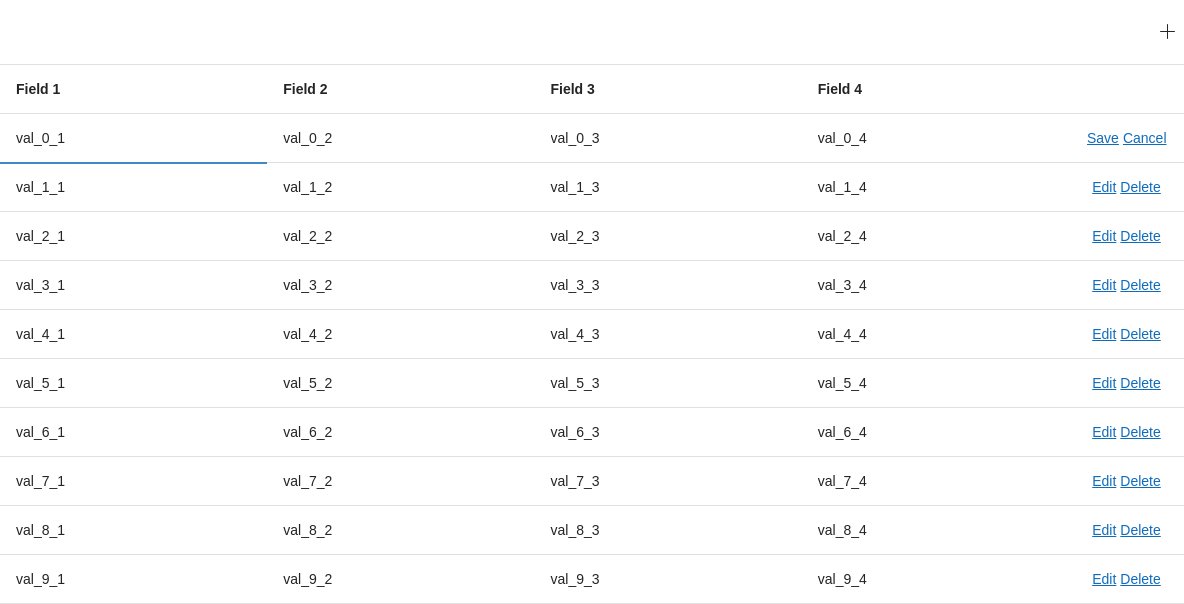 Field 1 Field 2 Field 3 Field 4
val_0_1 val_0_2 val_0_3 val_0_4 Save Cancel
val_1_1 val_1_2 val_1_3 val_1_4 Edit Delete
val_2_1 val_2_2 val_2_3 val_2_4 Edit Delete
val_3_1 val_3_2 val_3_3 val_3_4 Edit Delete
val_4_1 val_4_2 val_4_3 val_4_4 Edit Delete
val_5_1 val_5_2 val_5_3 val_5_4 Edit Delete
val_6_1 val_6_2 val_6_3 val_6_4 Edit Delete
val_7_1 val_7_2 val_7_3 val_7_4 Edit Delete
val_8_1 val_8_2 val_8_3 val_8_4 Edit Delete
val_9_1 val_9_2 val_9_3 val_9_4 Edit Delete